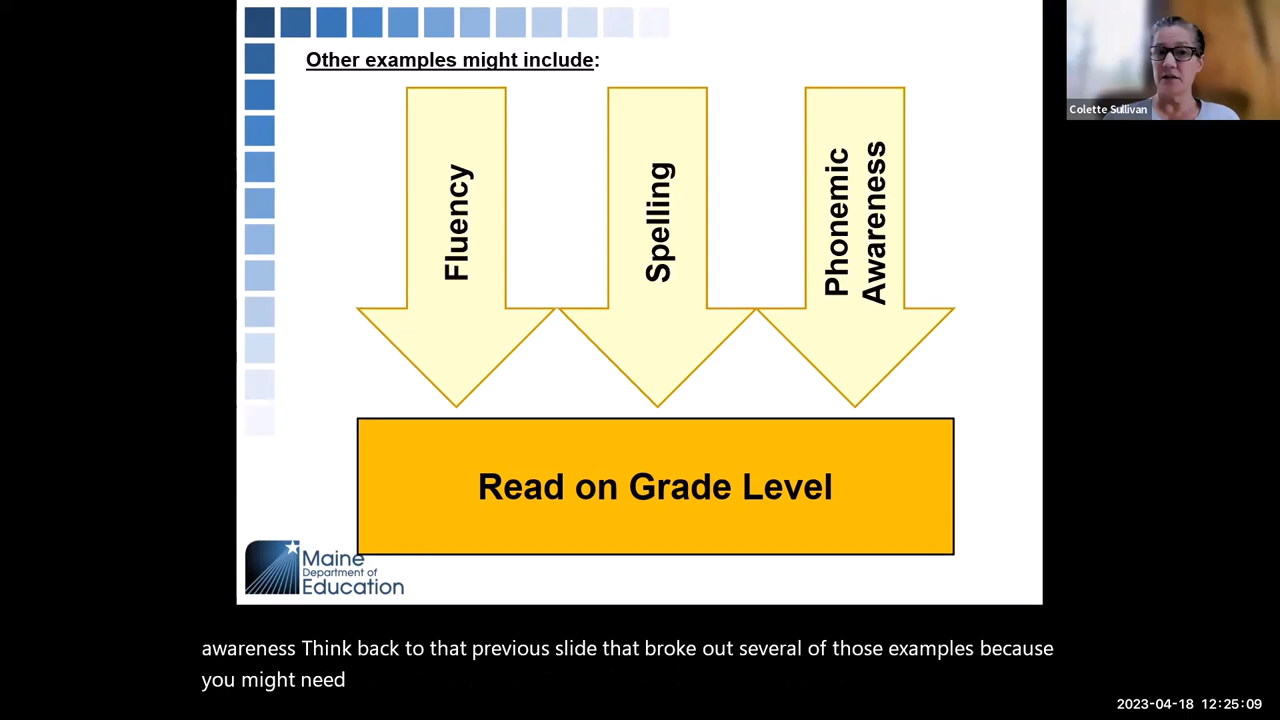 Other examples might include:
Colette Sullivan
Fluency
Spelling
Phonemic
Awareness
Read on Grade Level
Maine
Department of
Education
awareness Think back to that previous slide that broke out several of those examples because
you might need
2023-04-18 12:25:09